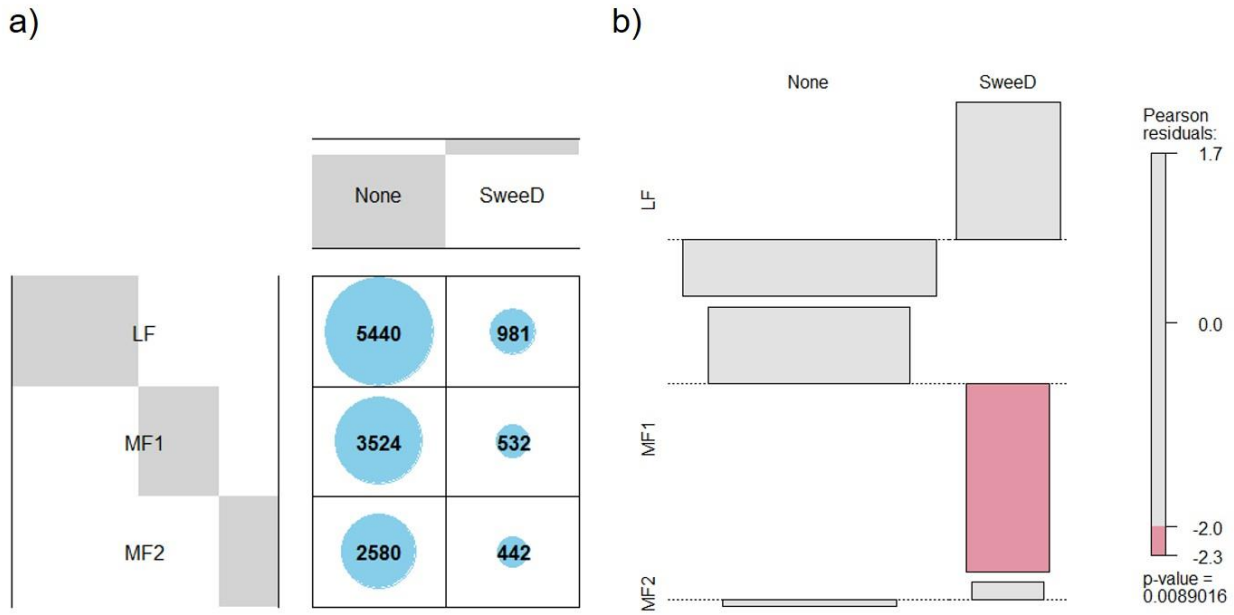 a)
None SweeD
LF 5440 981
MF1 3524 532
MF2 2580 442
b)
None SweeD
LF
MF1
MF2
Pearson
residuals:
1.7
0.0
-2.0
-2.3
p-value =
0.0089016